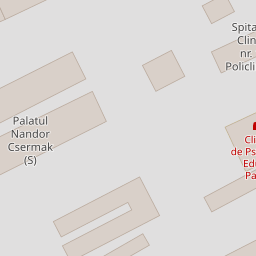 Spita
Clin
nr.
Policli
Palatul
Nandor
Csermak
(S)
Cli
de Ps
Edu
Pa